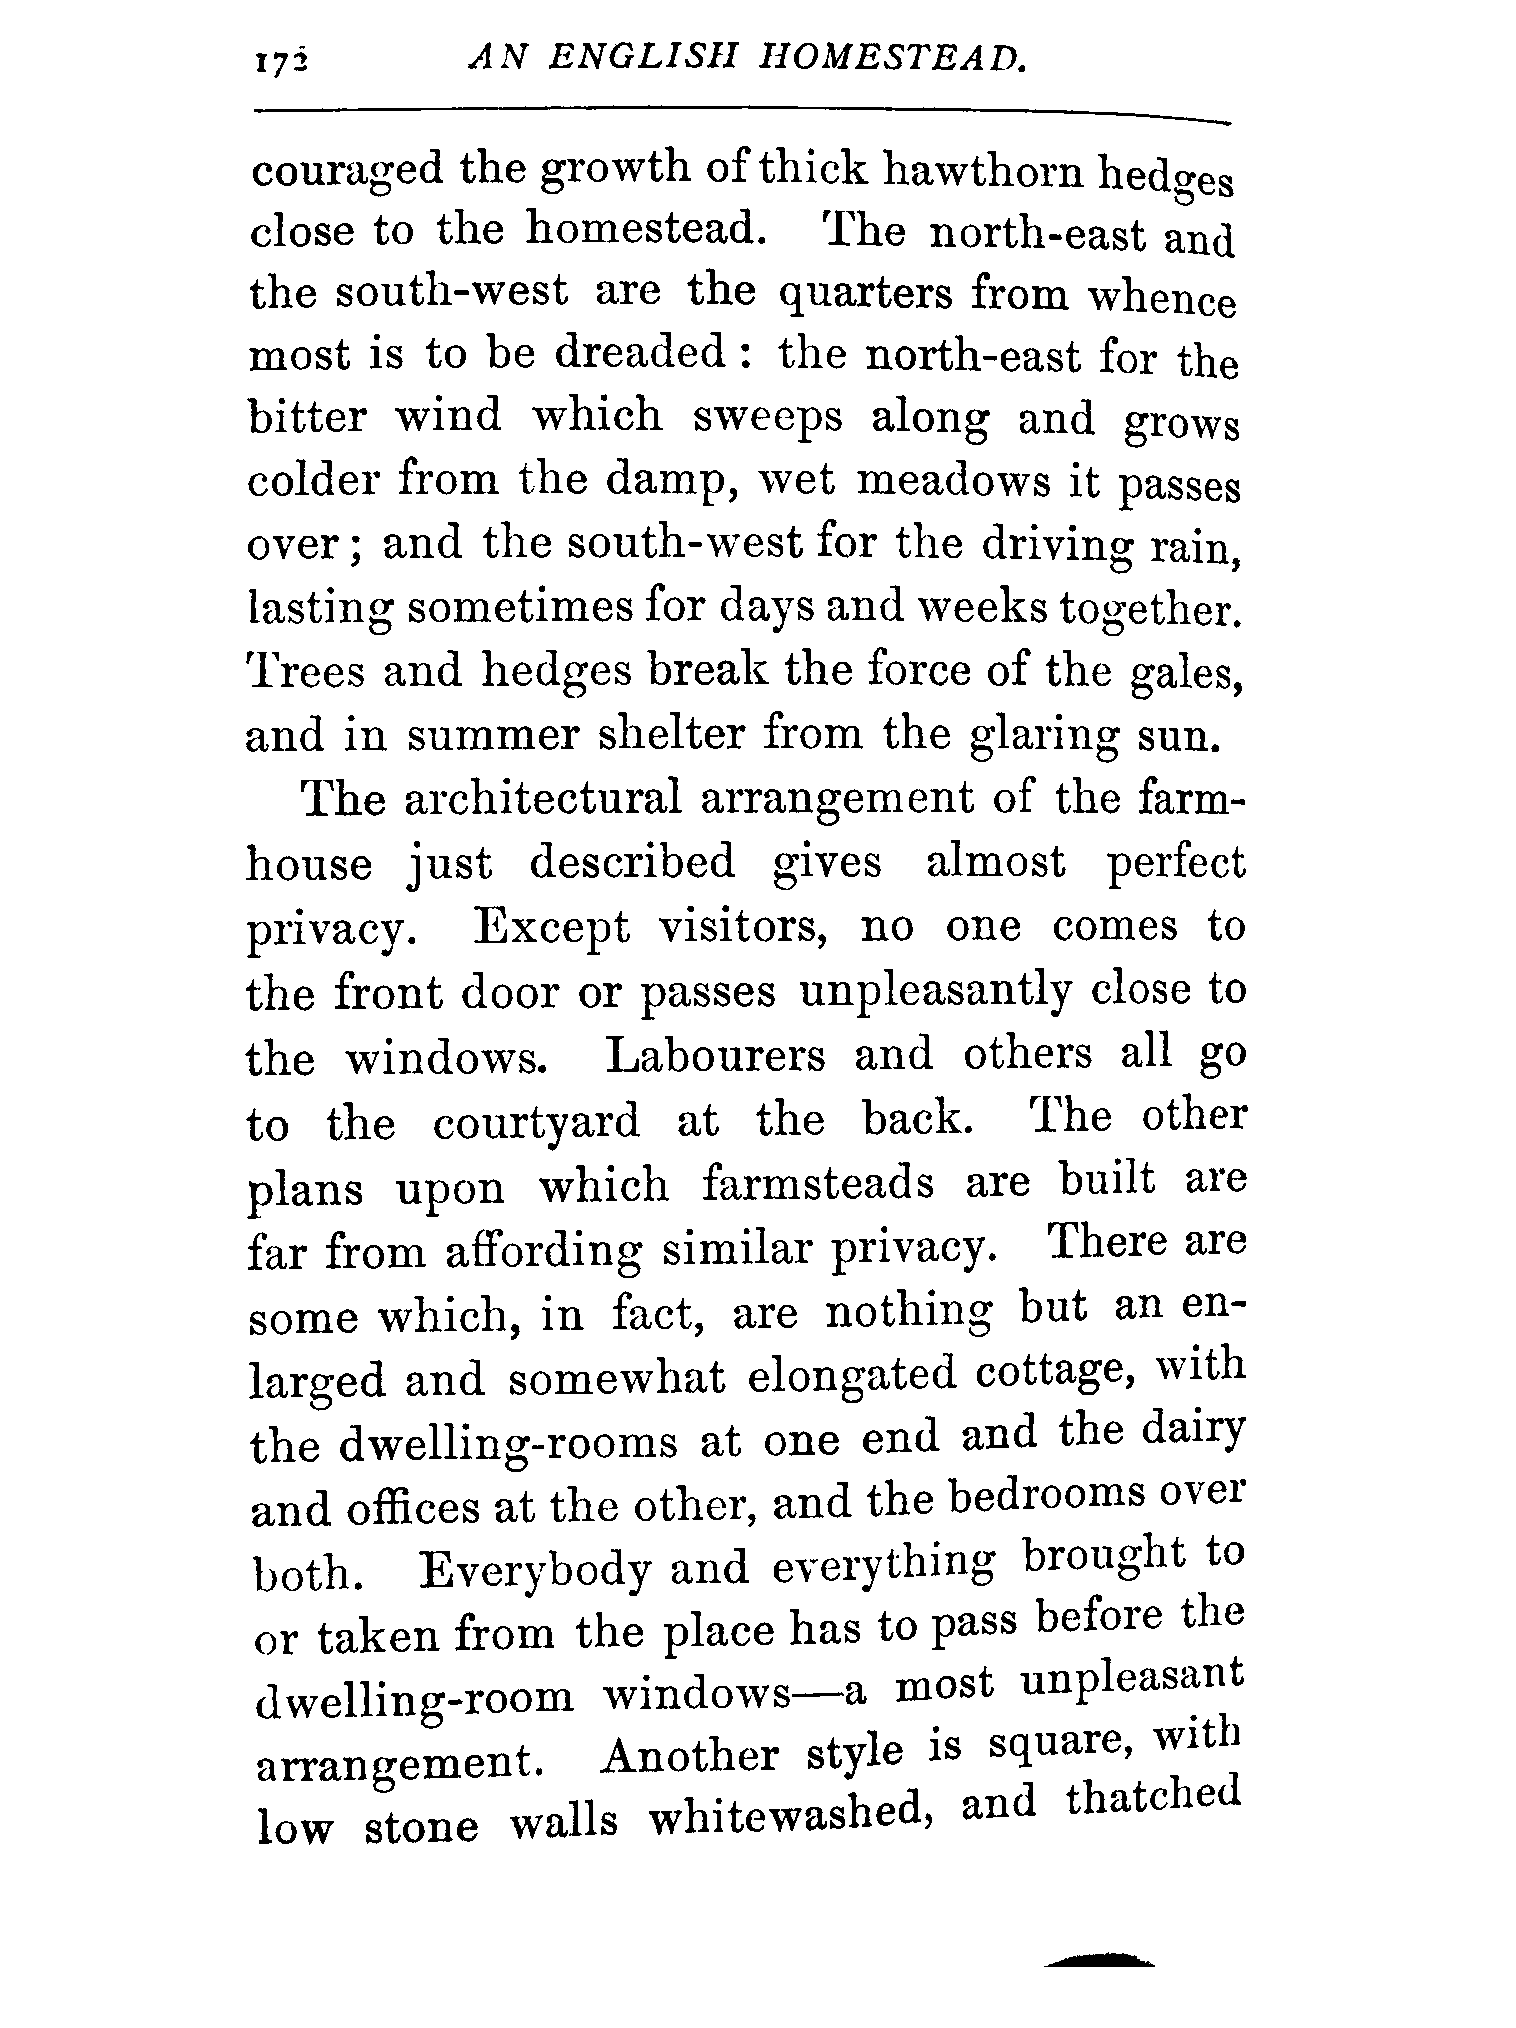 172 AN ENGLISH HOMESTEAD.
couraged the growth of thick hawthorn hedges
close to the homestead. The north-east and
the south-west are the quarters from whence
most is to be dreaded : the north-east for the
bitter wind which sweeps along and grows
colder from the damp, wet meadows it passes
over ; and the south-west for the driving rain,
lasting sometimes for days and weeks together.
Trees and hedges break the force of the gales,
and in summer shelter from the glaring sun.
The architectural arrangement of the farm-
house just described gives almost perfect
privacy. Except visitors, no one comes to
the front door or passes unpleasantly close to
the windows. Labourers and others all go
to the courtyard at the back. The other
plans upon which farmsteads are built are
far from affording similar privacy. There are
some which, in fact, are nothing but an en-
larged and somewhat elongated cottage, with
the dwelling-rooms at one end and the dairy
and offices at the other, and the bedrooms over
both. Everybody and everything brought to
or taken from the place has to pass before the
dwelling-room windows—a most unpleasant
arrangement. Another style is square, with
low stone walls whitewashed, and thatched